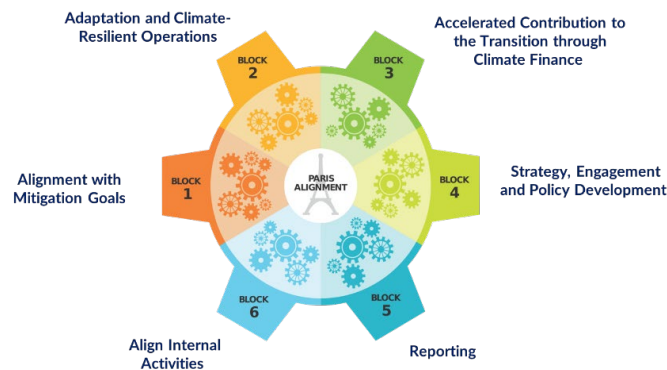 Adaptation and Climate-
Resilient Operations
Accelerated Contribution to
the Transition through
Climate Finance
BLOCK
2
BLOCK
3
Alignment with
Mitigation Goals
BLOCK
1
PARIS
ALIGNMENT
BLOCK
4
Strategy, Engagement
and Policy Development
BLOCK
6
BLOCK
5
Align Internal
Activities
Reporting